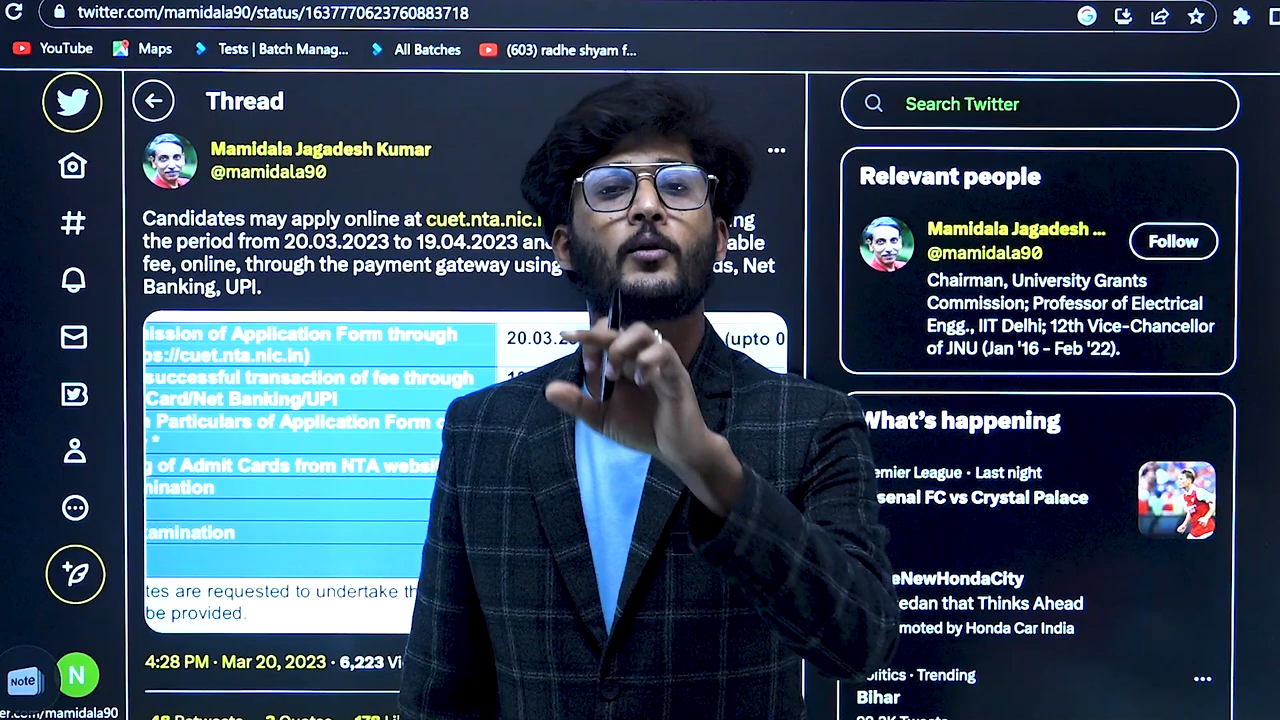 twitter.com/mamidala90/status/1637770623760883718
YouTube
Maps
Tests | Batch Manag...
All Batches
(603) radhe shyam f...
Thread
Search Twitter
Mamidala Jagadesh Kumar
@mamidala90
Candidates may apply online at cuet.nta.nic.
the period from 20.03.2023 to 19.04.2023 and
fee, online, through the payment gateway using Net
Banking, UPI.
Relevant people
Mamidala Jagadesh ...
@mamidala90
Follow
Chairman, University Grants
Commission; Professor of Electrical
Engg., IIT Delhi; 12th Vice-Chancellor
of JNU (Jan '16 - Feb '22).
of Application Form through 20.03. (upto 0
ps://cuet.nta.nic.in)
successful transaction of fee through
Card/Net Banking/UPI
Particulars of Application Form
*
g of Admit Cards from NTA websi
mination
amination
tes are requested to undertake th
be provided.
4:28 PM · Mar 20, 2023 · 6,223 Vi
What's happening
emier League · Last night
senal FC vs Crystal Palace
eNewHondaCity
edan that Thinks Ahead
moted by Honda Car India
olitics · Trending
Bihar
Note
N
er.com/mamidala90